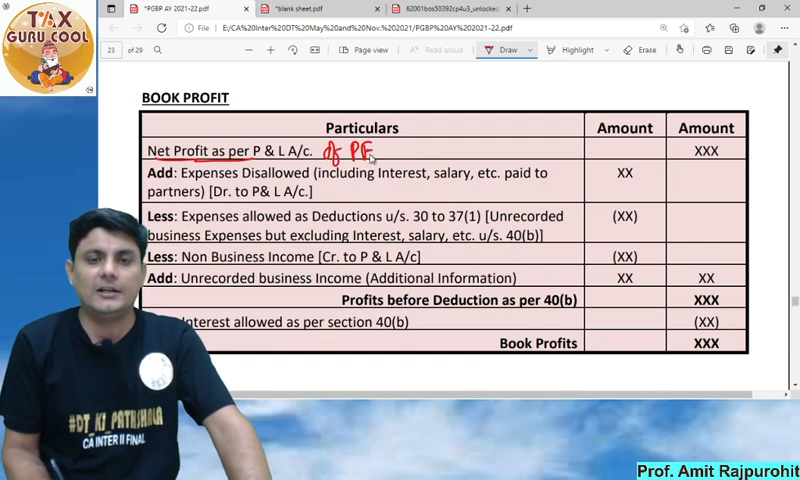 TAX
GURU COOL
*PGBP AY 2021-22.pdf
*blank sheet.pdf
62001bos50392cp4u3_unlocked
E:/CA%20Inter%20DT%20May%20and%20Nov.%202021/PGBP%20AY%202021-22.pdf
23 of 29
Page view
Draw
Highlight
Erase
BOOK PROFIT
Particulars Amount Amount
Net Profit as per P & L A/c. of PF XXX
Add: Expenses Disallowed (including Interest, salary, etc. paid to XX
partners) [Dr. to P& L A/c.]
Less: Expenses allowed as Deductions u/s. 30 to 37(1) [Unrecorded (XX)
business Expenses but excluding Interest, salary, etc. u/s. 40(b)]
Less: Non Business Income [Cr. to P & L A/c] (XX)
Add: Unrecorded business Income (Additional Information) XX XX
Profits before Deduction as per 40(b) XXX
Interest allowed as per section 40(b) (XX)
Book Profits XXX
#DT KI PATHSHALA
CA INTER II FINAL
Prof. Amit Rajpurohit